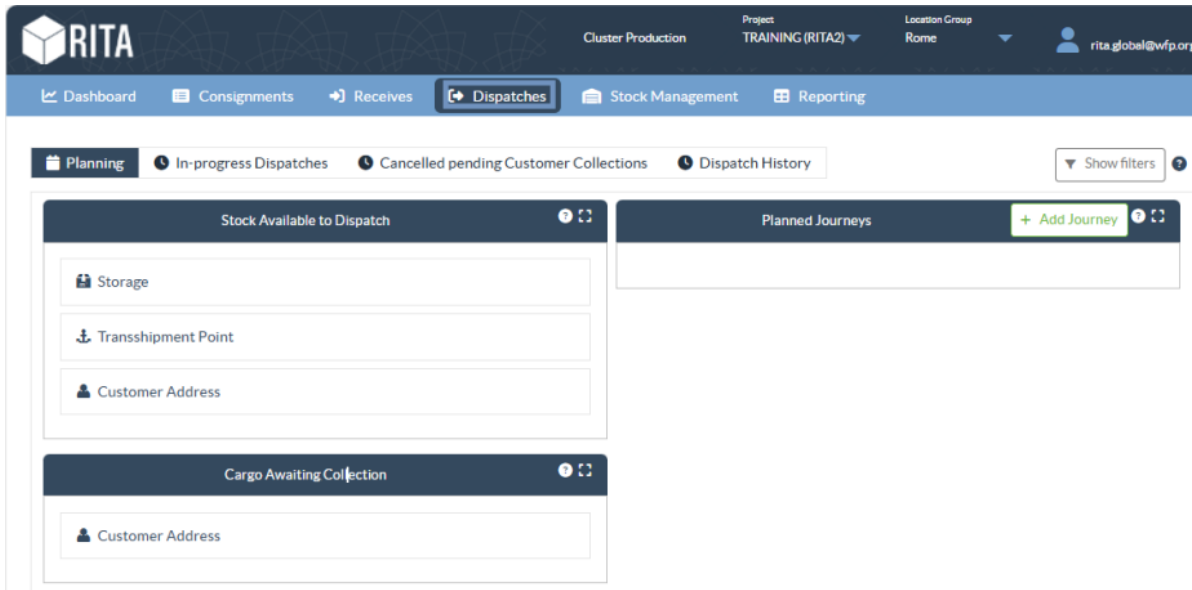 RITA
Cluster Production
Project
TRAINING (RITA2)
Location Group
Rome
rita.global@wfp.org
Dashboard
Consignments
Receives
Dispatches
Stock Management
Reporting
Planning
In-progress Dispatches
Cancelled pending Customer Collections
Dispatch History
Show filters
Stock Available to Dispatch
Storage
Transshipment Point
Customer Address
Planned Journeys
+ Add Journey
Cargo Awaiting Collection
Customer Address